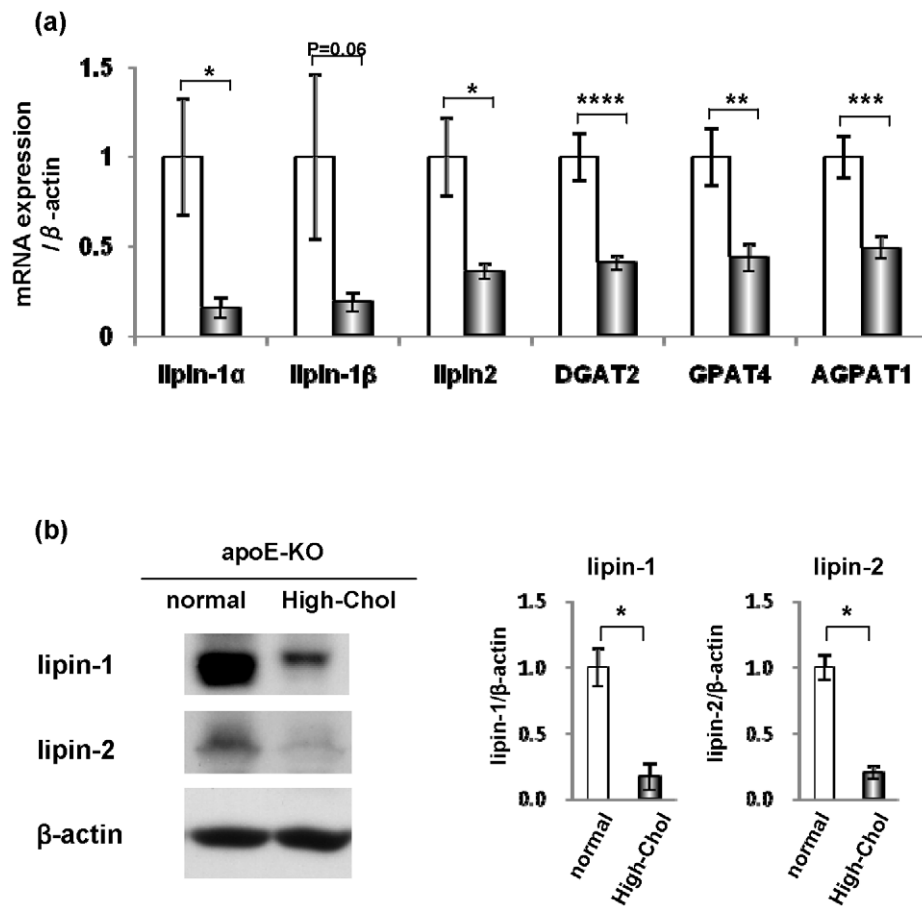 (a)
P=0.06
* * **** ** ***
1.5
1
0.5
0
mRNA expression
/β-actin
lipin-1α lipin-1β lipin2 DGAT2 GPAT4 AGPAT1
(b)
apoE-KO
normal High-Chol
lipin-1
lipin-2
β-actin
lipin-1
1.5
1.0
0.5
0.0
lipin-1/β-actin
*
normal
High-Chol
lipin-2
1.5
1.0
0.5
0.0
lipin-2/β-actin
*
normal
High-Chol